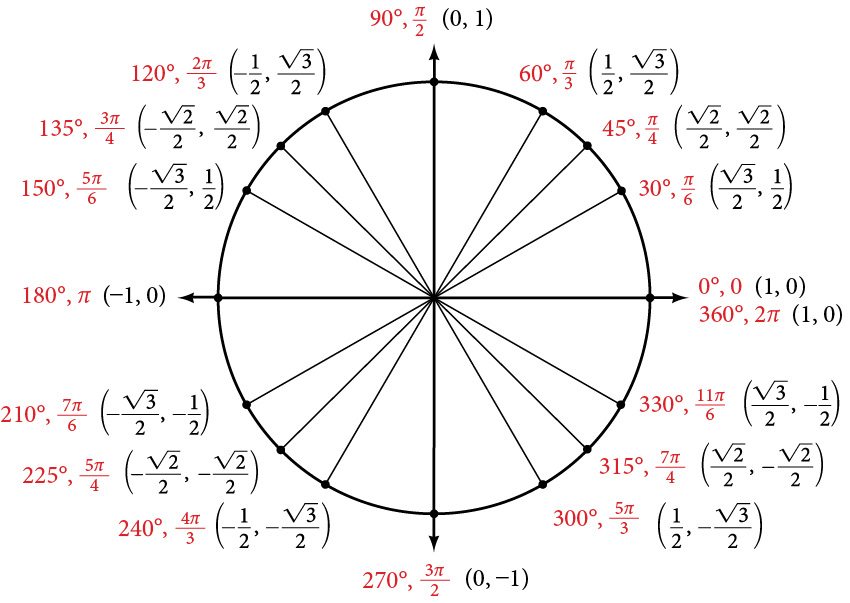 90°, π/2 (0, 1)
120°, 2π/3 (−1/2, √3/2)
60°, π/3 (1/2, √3/2)
135°, 3π/4 (−√2/2, √2/2)
45°, π/4 (√2/2, √2/2)
150°, 5π/6 (−√3/2, 1/2)
30°, π/6 (√3/2, 1/2)
180°, π (−1, 0)
0°, 0 (1, 0)
360°, 2π (1, 0)
210°, 7π/6 (−√3/2, −1/2)
330°, 11π/6 (√3/2, −1/2)
225°, 5π/4 (−√2/2, −√2/2)
315°, 7π/4 (√2/2, −√2/2)
240°, 4π/3 (−1/2, −√3/2)
300°, 5π/3 (1/2, −√3/2)
270°, 3π/2 (0, −1)